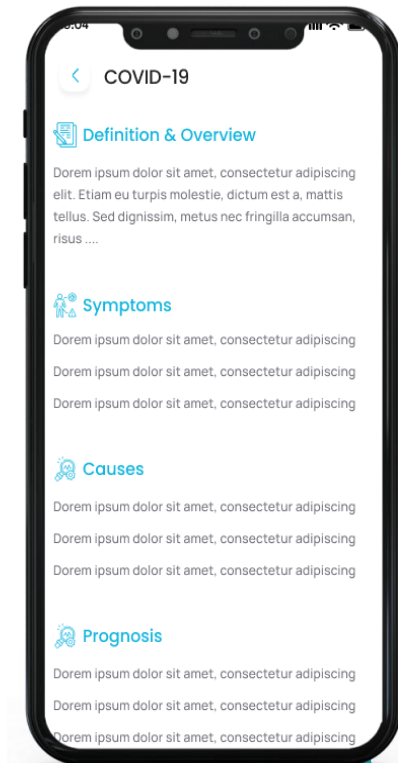 COVID-19
Definition & Overview
Dorem ipsum dolor sit amet, consectetur adipiscing
elit. Etiam eu turpis molestie, dictum est a, mattis
tellus. Sed dignissim, metus nec fringilla accumsan,
risus ....
Symptoms
Dorem ipsum dolor sit amet, consectetur adipiscing
Dorem ipsum dolor sit amet, consectetur adipiscing
Dorem ipsum dolor sit amet, consectetur adipiscing
Causes
Dorem ipsum dolor sit amet, consectetur adipiscing
Dorem ipsum dolor sit amet, consectetur adipiscing
Dorem ipsum dolor sit amet, consectetur adipiscing
Prognosis
Dorem ipsum dolor sit amet, consectetur adipiscing
Dorem ipsum dolor sit amet, consectetur adipiscing
Dorem ipsum dolor sit amet, consectetur adipiscing